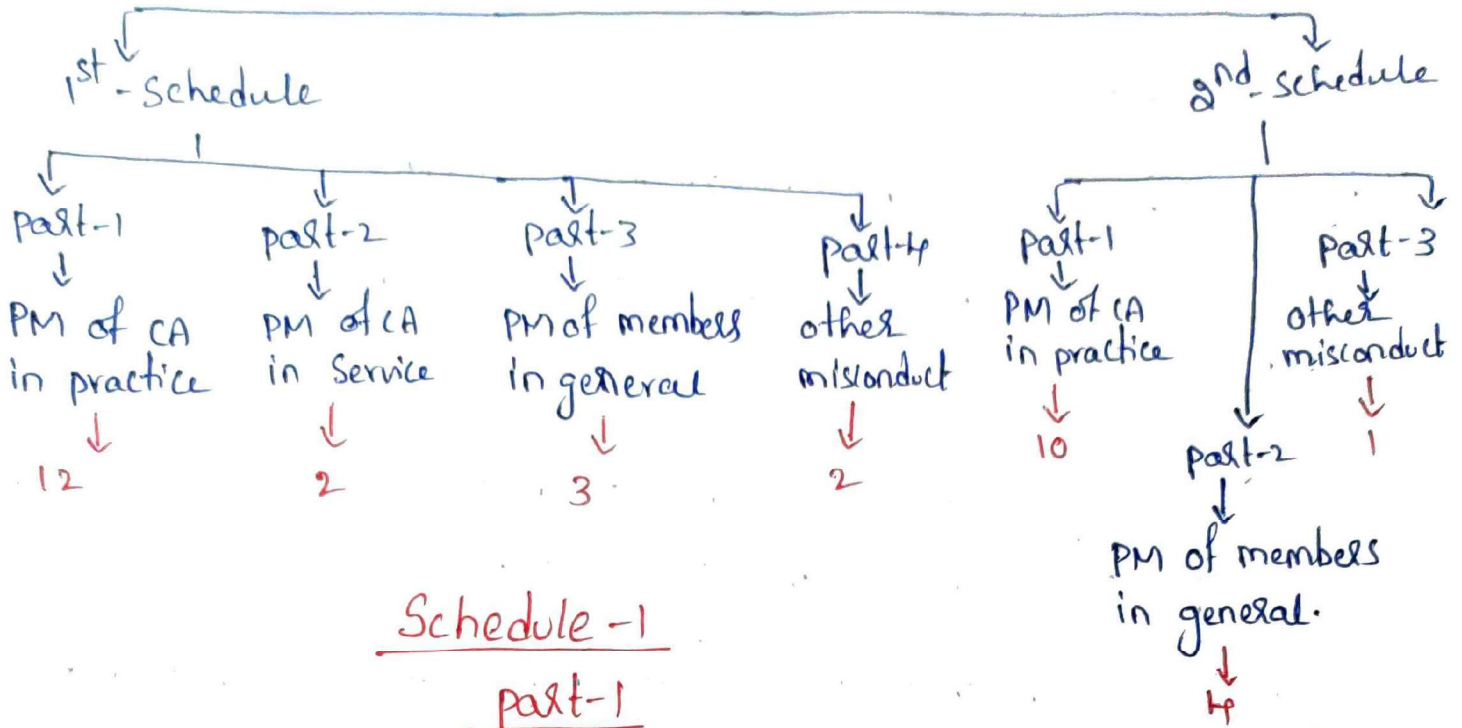 1st - Schedule
2nd - schedule
part-1
part-2
part-3
part-4
part-1
part-3
PM of CA
in practice
PM of CA
in Service
PM of members
in general
other
misconduct
PM of CA
in practice
other
misconduct
12
2
3
2
10
1
part-2
PM of members
in general.
4
Schedule - 1
part-1